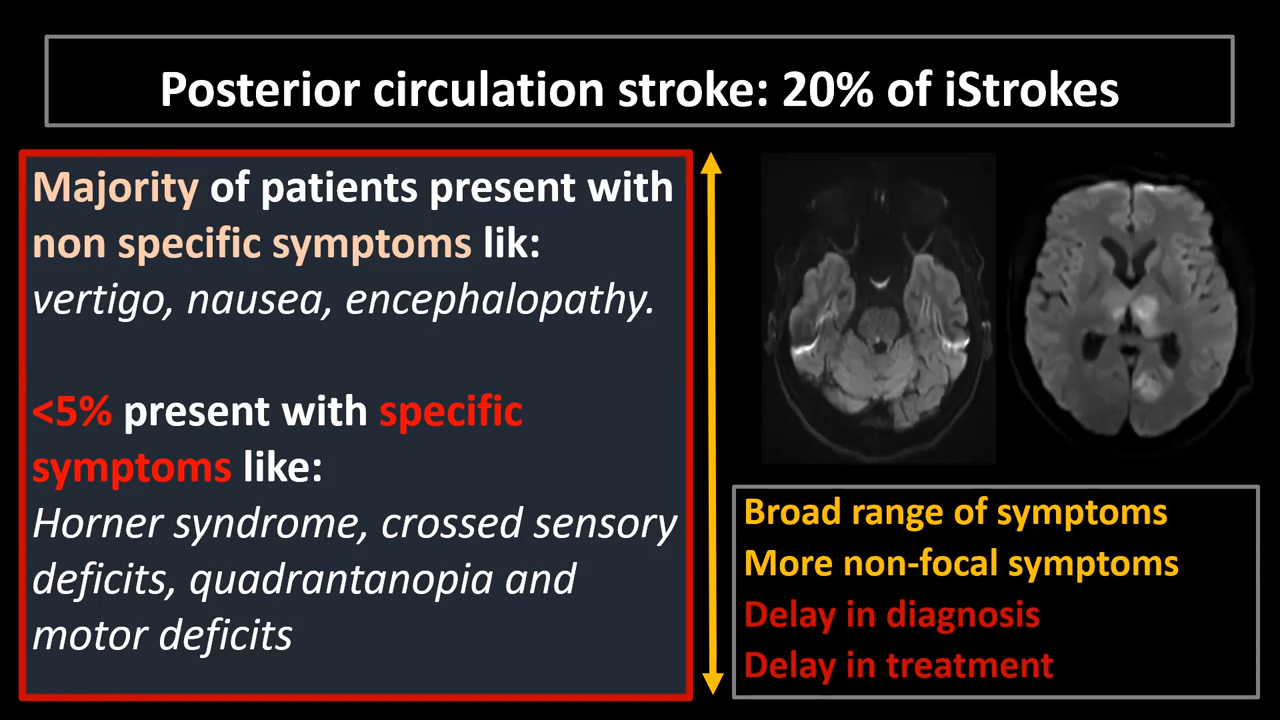 Posterior circulation stroke: 20% of iStrokes
Majority of patients present with
non specific symptoms lik:
vertigo, nausea, encephalopathy.
<5% present with specific
symptoms like:
Horner syndrome, crossed sensory
deficits, quadrantanopia and
motor deficits
Broad range of symptoms
More non-focal symptoms
Delay in diagnosis
Delay in treatment